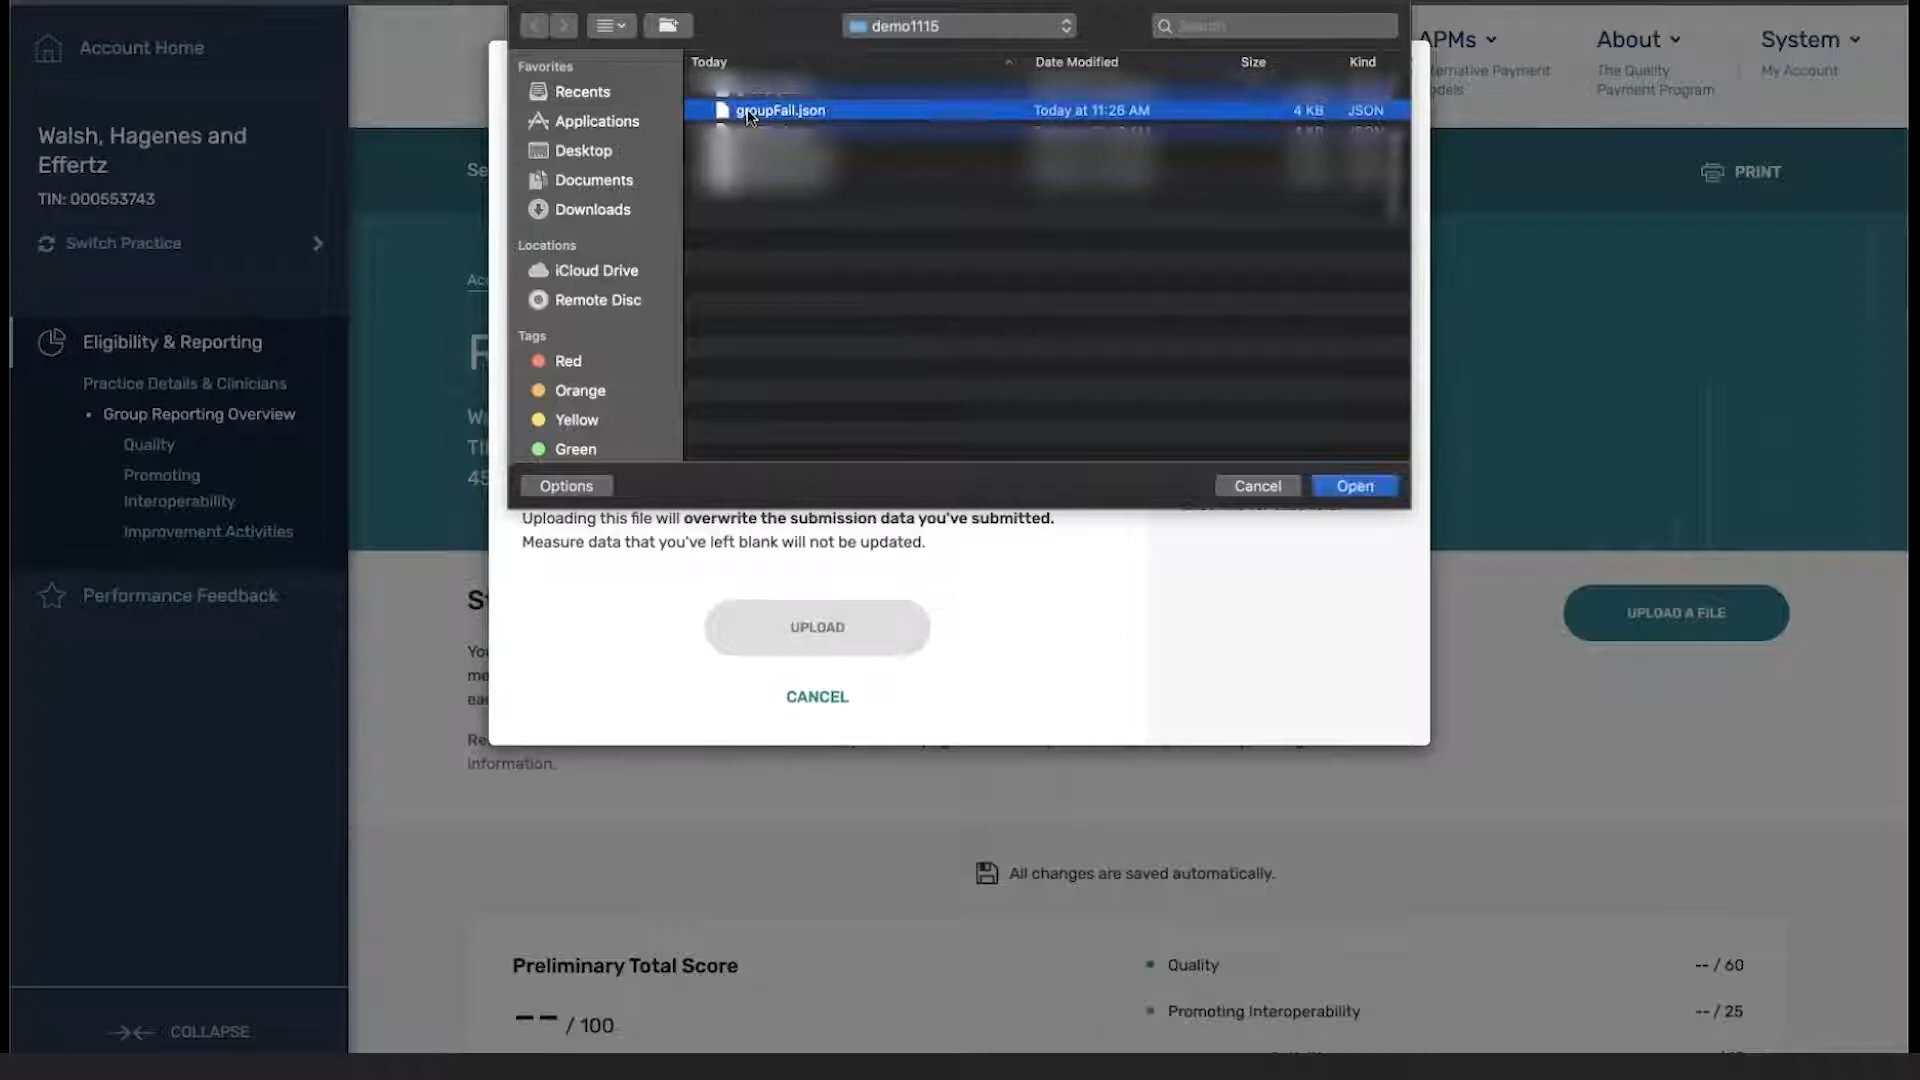 Account Home
Walsh, Hagenes and
Effertz
TIN: 000553743
Switch Practice
Eligibility & Reporting
Practice Details & Clinicians
Group Reporting Overview
Quality
Promoting
Interoperability
Improvement Activities
Performance Feedback
COLLAPSE
demo1115
Search
Favorites
Recents
Applications
Desktop
Documents
Downloads
Locations
iCloud Drive
Remote Disc
Tags
Red
Orange
Yellow
Green
Today
Date Modified
Size
Kind
groupFail.json
Today at 11:26 AM
4 KB
JSON
Options
Cancel
Open
APMs
About
The Quality
Payment Program
System
My Account
PRINT
Uploading this file will overwrite the submission data you've submitted.
Measure data that you've left blank will not be updated.
UPLOAD
CANCEL
UPLOAD A FILE
information.
All changes are saved automatically.
Preliminary Total Score
-- / 100
Quality
-- / 60
Promoting Interoperability
-- / 25